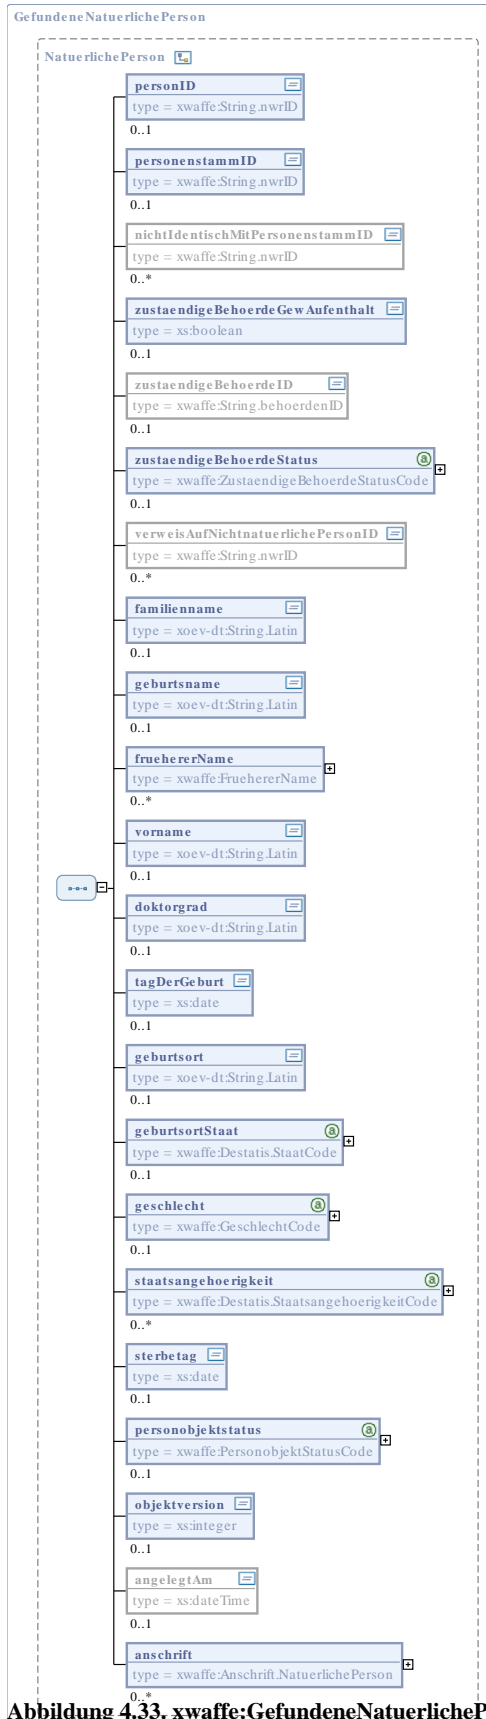 GefundeneNatuerlichePerson
NatuerlichePerson
personID
type = xwaffe:String.nwrID
0..1
personenstammID
type = xwaffe:String.nwrID
0..1
nichtIdentischMitPersonenstammID
type = xwaffe:String.nwrID
0..*
zustaendigeBehoerdeGewAufenthalt
type = xs:boolean
0..1
zustaendigeBehoerdeID
type = xwaffe:String.behoerdenID
0..1
zustaendigeBehoerdeStatus
type = xwaffe:ZustaendigeBehoerdeStatusCode
0..1
verweisAufNichtnatuerlichePersonID
type = xwaffe:String.nwrID
0..*
familienname
type = xoev-dt:String.Latin
0..1
geburtsname
type = xoev-dt:String.Latin
0..1
fruehererName
type = xwaffe:FruehererName
0..*
vorname
type = xoev-dt:String.Latin
0..1
doktorgrad
type = xoev-dt:String.Latin
0..1
tagDerGeburt
type = xs:date
0..1
geburtsort
type = xoev-dt:String.Latin
0..1
geburtsortStaat
type = xwaffe:Destatis.StaatCode
0..1
geschlecht
type = xwaffe:GeschlechtCode
0..1
staatsangehoerigkeit
type = xwaffe:Destatis.StaatsangehoerigkeitCode
0..*
sterbetag
type = xs:date
0..1
personobjektstatus
type = xwaffe:PersonobjektStatusCode
0..1
objektversion
type = xs:integer
0..1
angelegtAm
type = xs:dateTime
0..1
anschrift
type = xwaffe:Anschrift.NatuerlichePerson
0..*
Abbildung 4.33. xwaffe:GefundeneNatuerlicheP